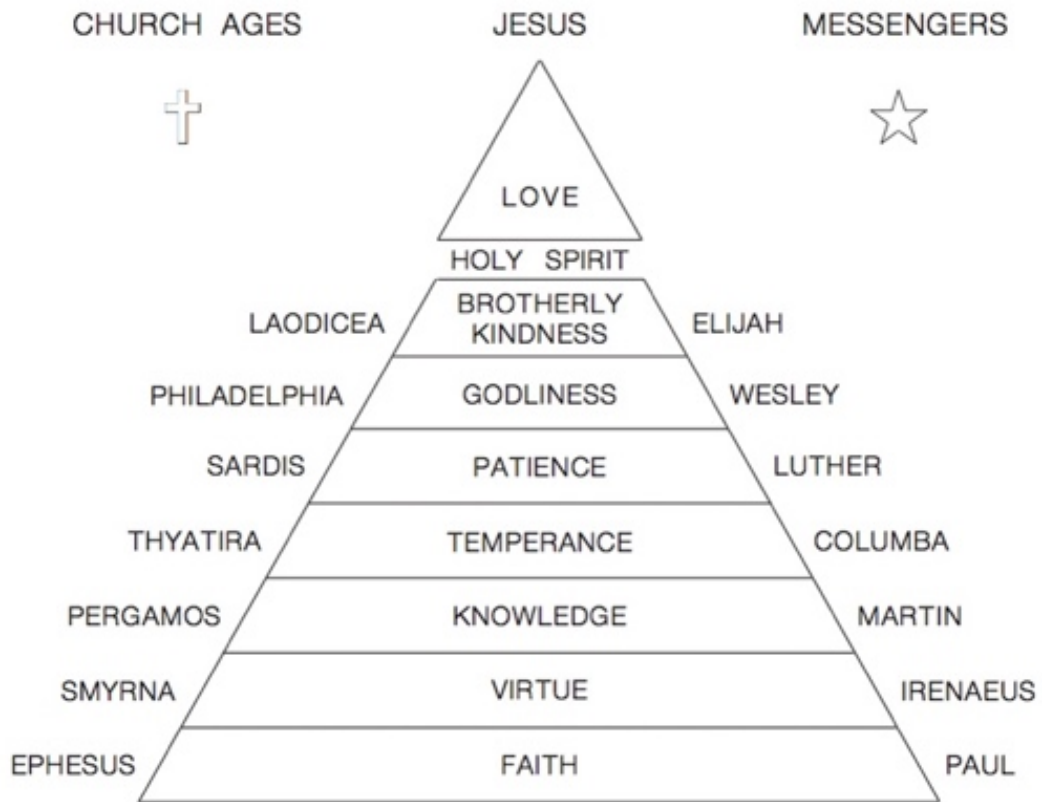 CHURCH AGES JESUS MESSENGERS
LOVE
HOLY SPIRIT
LAODICEA BROTHERLY KINDNESS ELIJAH
PHILADELPHIA GODLINESS WESLEY
SARDIS PATIENCE LUTHER
THYATIRA TEMPERANCE COLUMBA
PERGAMOS KNOWLEDGE MARTIN
SMYRNA VIRTUE IRENAEUS
EPHESUS FAITH PAUL